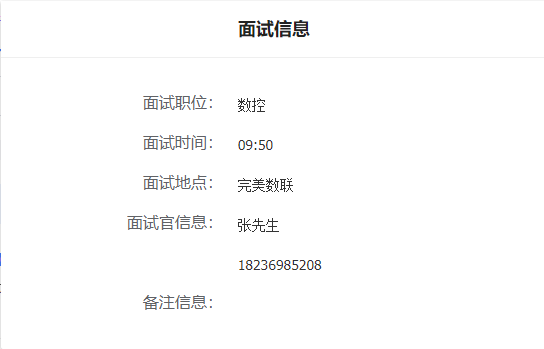 面试信息
面试职位： 数控
面试时间： 09:50
面试地点： 完美数联
面试官信息： 张先生
18236985208
备注信息：